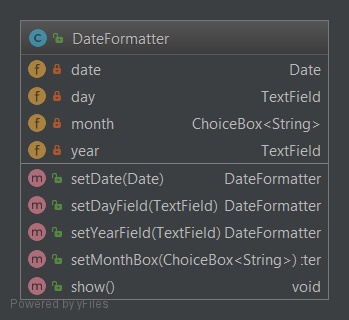 C DateFormatter
f date Date
f day TextField
f month ChoiceBox<String>
f year TextField
m setDate(Date) DateFormatter
m setDayField(TextField) DateFormatter
m setYearField(TextField) DateFormatter
m setMonthBox(ChoiceBox<String>) :ter
m show() void
Powered by yFiles